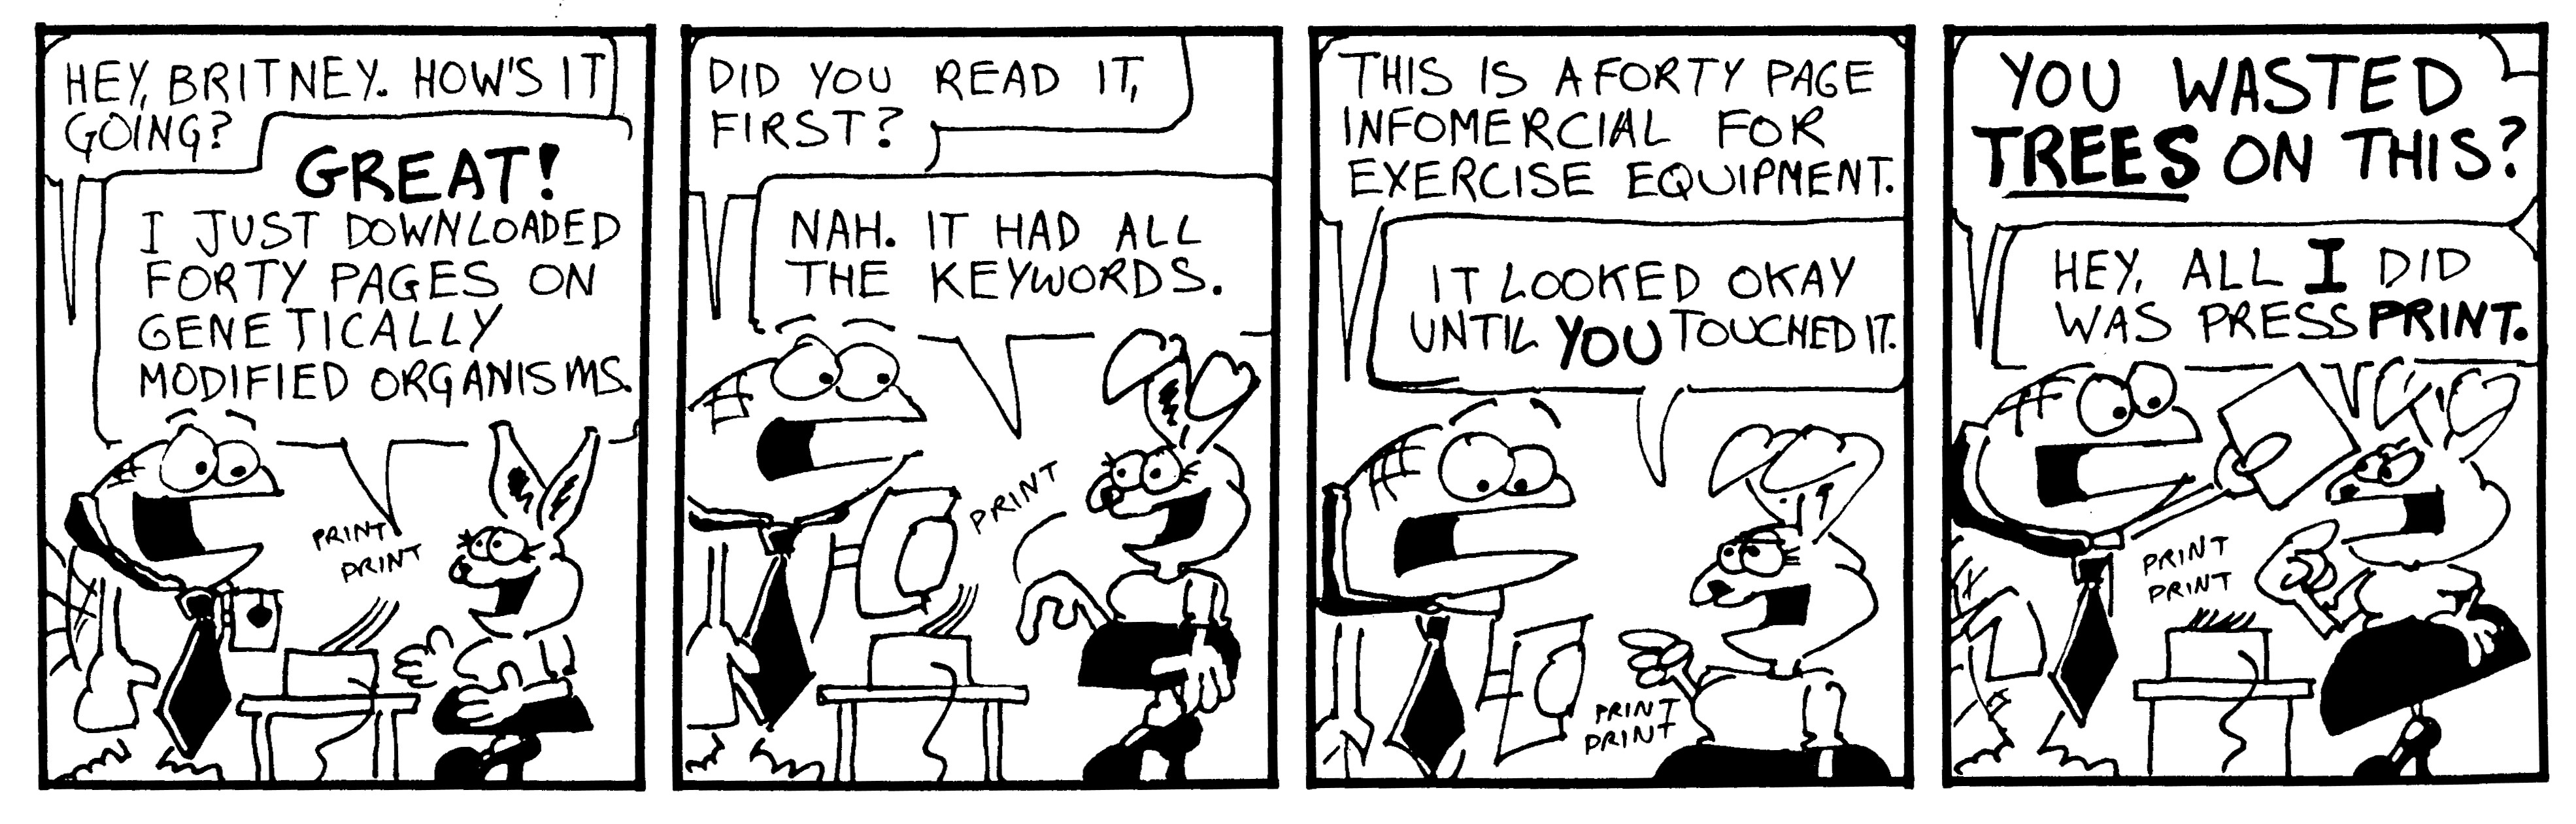 HEY, BRITNEY. HOW'S IT
GOING?
GREAT!
I JUST DOWNLOADED
FORTY PAGES ON
GENETICALLY
MODIFIED ORGANISMS.
PRINT
PRINT
DID YOU READ IT,
FIRST?
NAH. IT HAD ALL
THE KEYWORDS.
PRINT
THIS IS A FORTY PAGE
INFOMERCIAL FOR
EXERCISE EQUIPMENT.
IT LOOKED OKAY
UNTIL YOU TOUCHED IT.
PRINT
PRINT
YOU WASTED
TREES ON THIS?
HEY, ALL I DID
WAS PRESS PRINT.
PRINT
PRINT